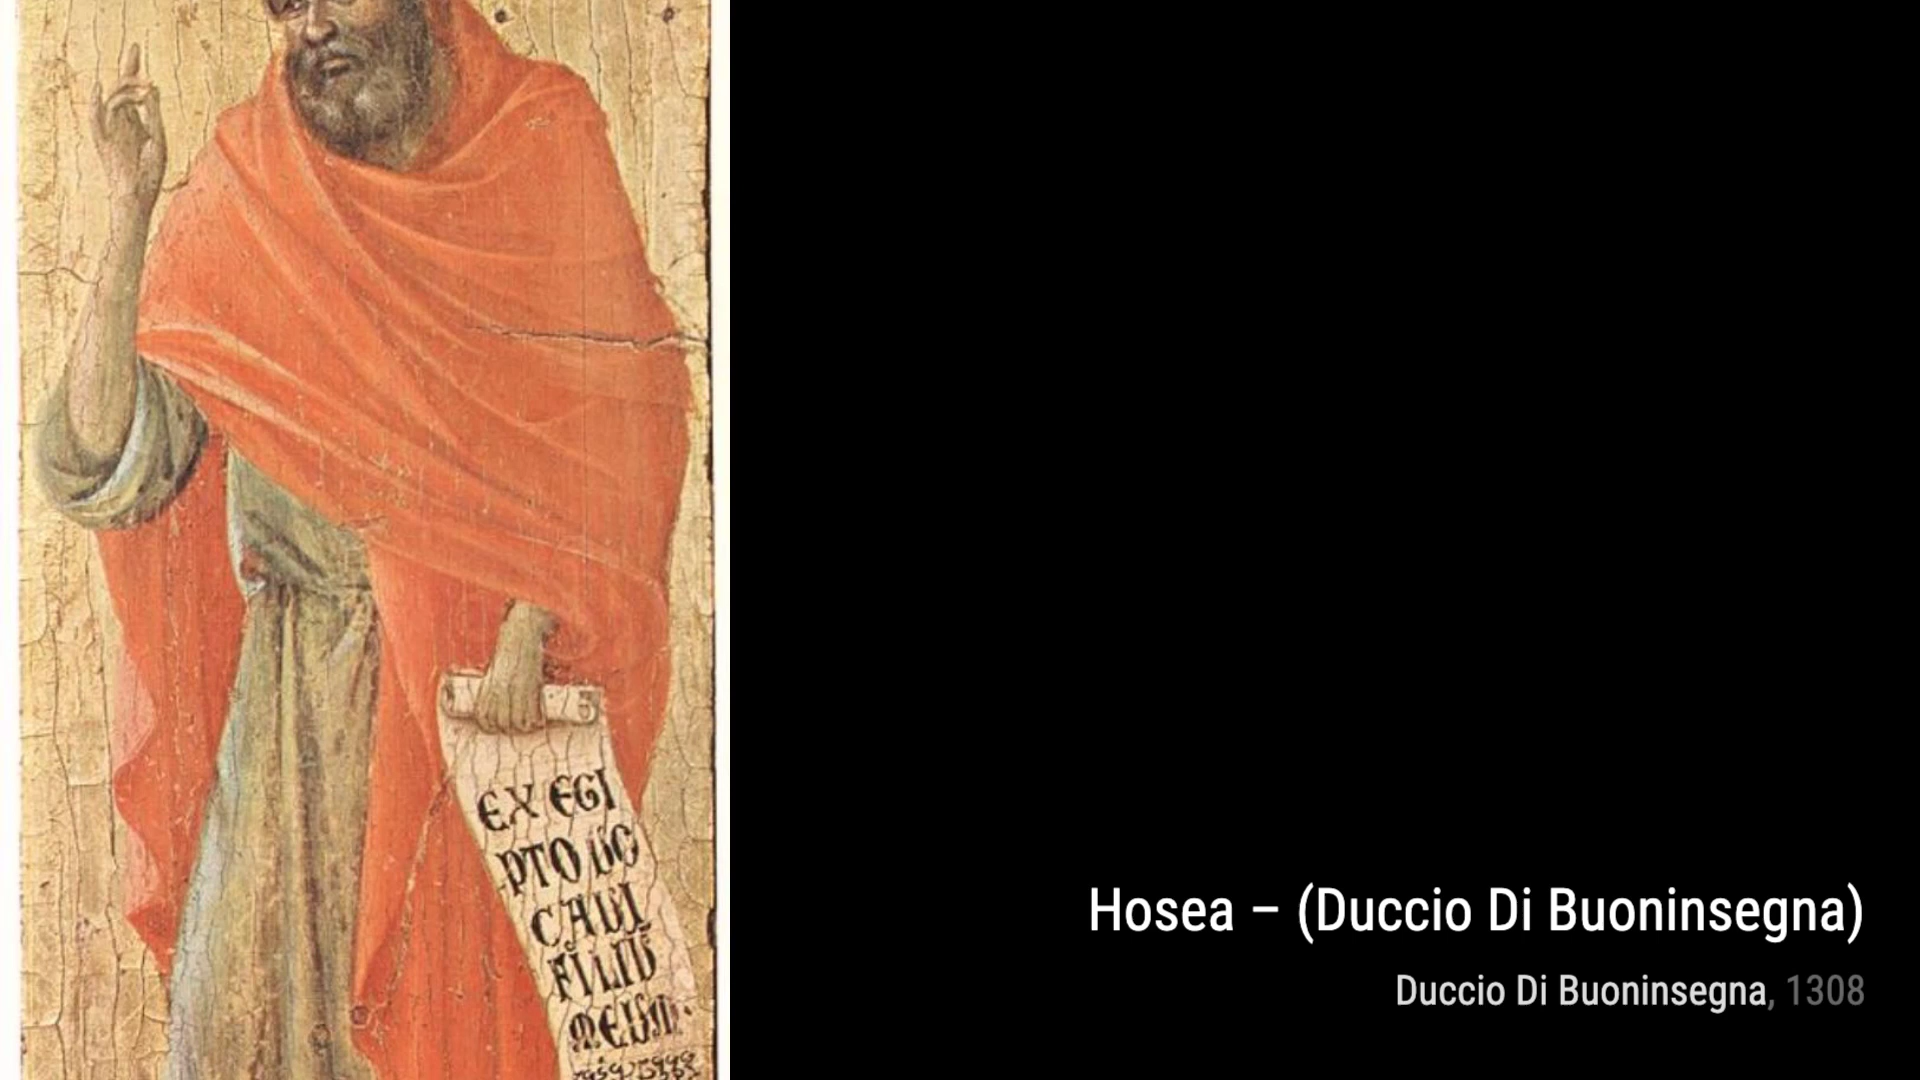 EX EGI
PTO UO
CAUI
FILIU
MEUM·
Hosea – (Duccio Di Buoninsegna)
Duccio Di Buoninsegna, 1308